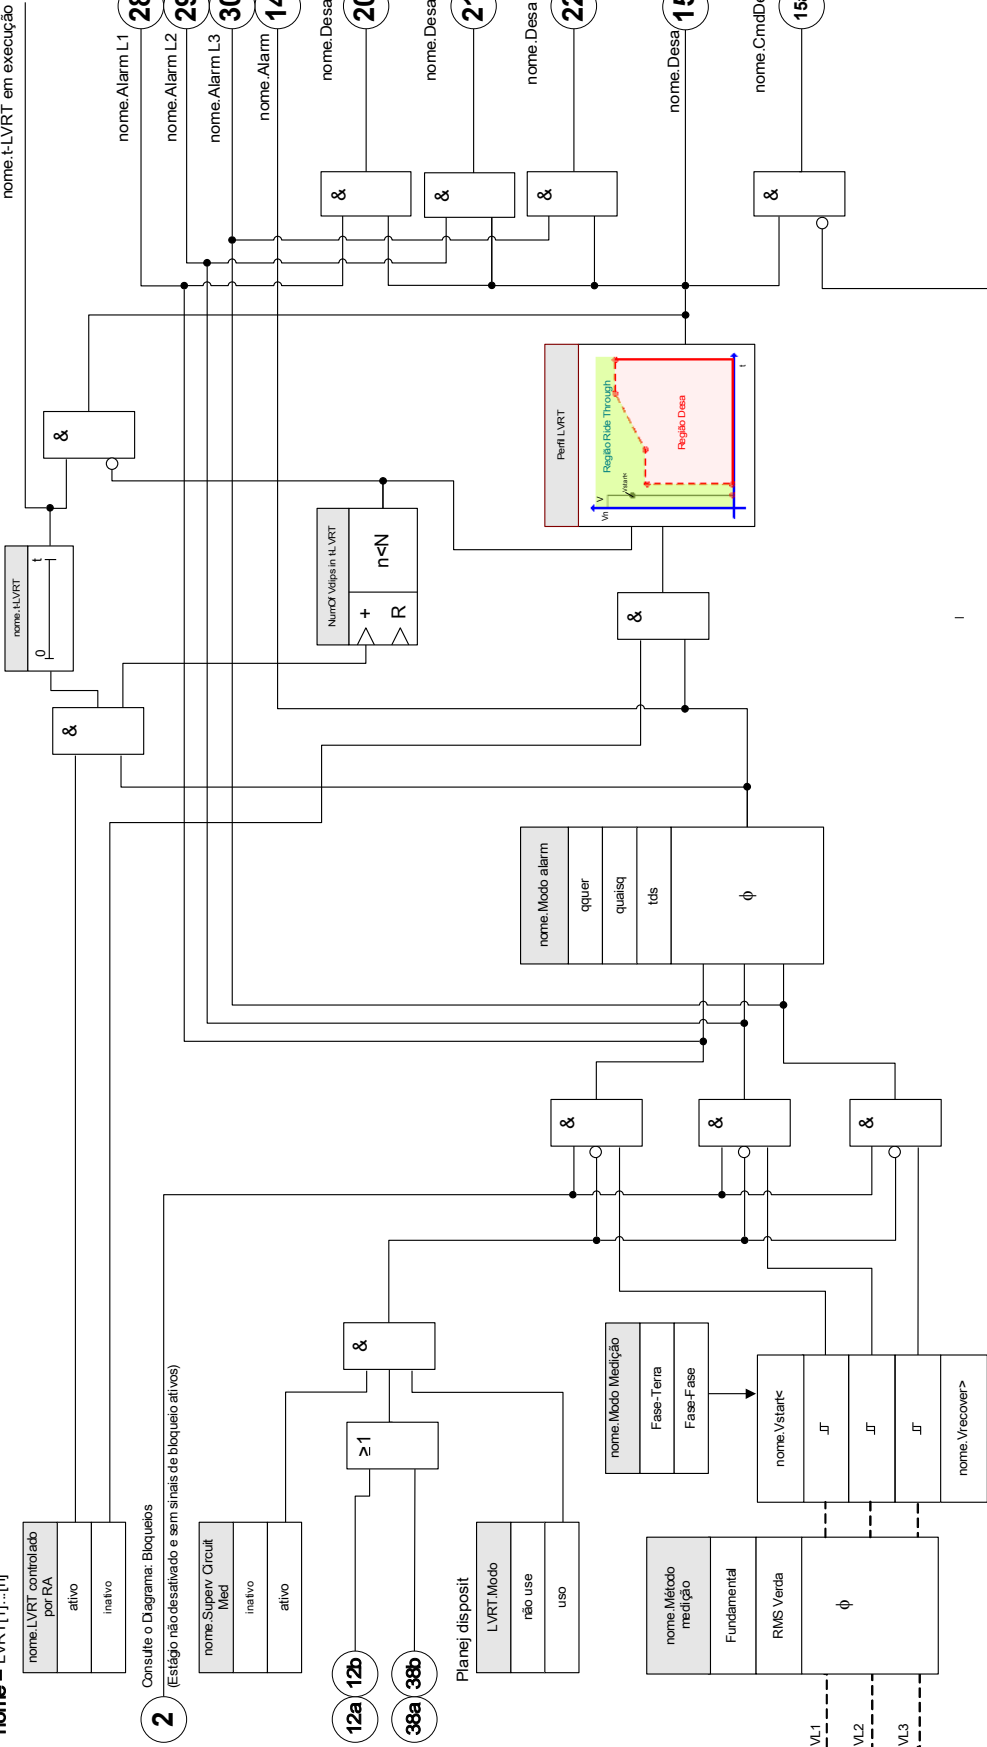 nome.t-LVRT em execução
nome.Alarm L1
28
nome.Alarm L2
29
nome.Alarm L3
30
nome.Alarm
14
nome.Desa
20
nome.Desa
21
nome.Desa
22
nome.Desa
15
nome.CmdDe
&
&
&
&
&
Perfil LVRT
Região Ride Through
Região Desa
Vn
V
Vstart<
t
nome.t-LVRT
0
t
NumOf Vdips in t-LVRT
+
R
n<N
&
&
nome.Modo alarm
qquer
quaisq
tds
ϕ
&
&
&
nome = LVRT[1]...[n]
nome.LVRT controlado
por RA
ativo
inativo
2
Consulte o Diagrama: Bloqueios
(Estágio não desativado e sem sinais de bloqueio ativos)
nome.Superv Circuit
Med
inativo
ativo
12a
12b
38a
38b
≥1
&
Planej disposit
LVRT.Modo
não use
uso
nome.Modo Medição
Fase-Terra
Fase-Fase
nome.Vstart<
nome.Vrecover>
nome.Método
medição
Fundamental
RMS Verda
ϕ
VL1
VL2
VL3